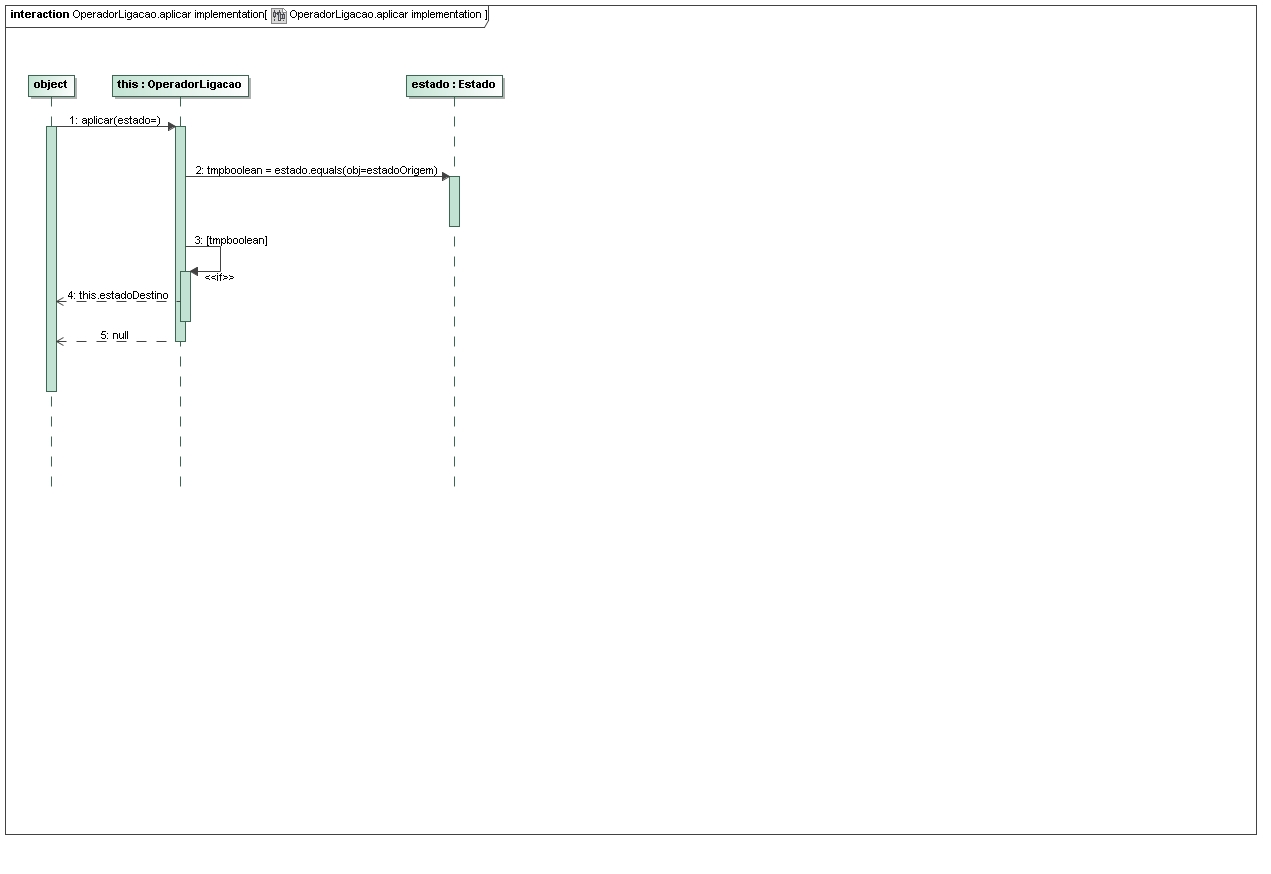 interaction OperadorLigacao.aplicar implementation[ OperadorLigacao.aplicar implementation ]
object
this : OperadorLigacao
estado : Estado
1: aplicar(estado=)
2: tmpboolean = estado.equals(obj=estadoOrigem)
3: [tmpboolean]
<<if>>
4: this.estadoDestino
5: null